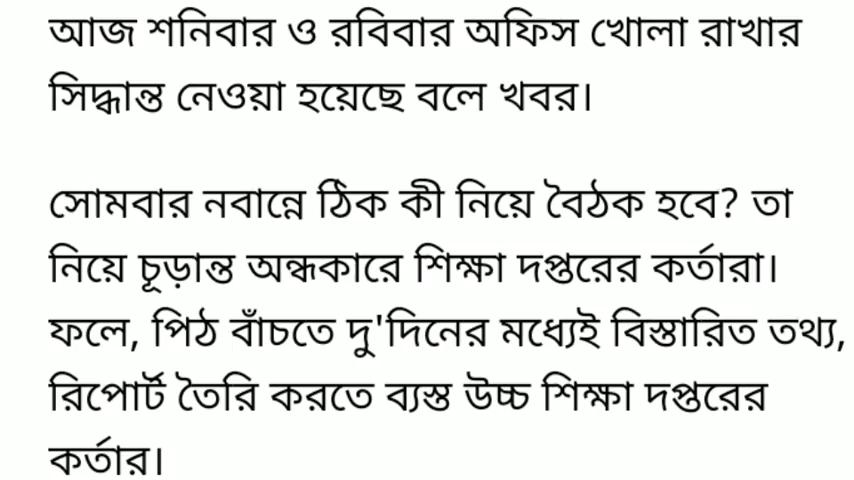 আজ শনিবার ও রবিবার অফিস খোলা রাখার
সিদ্ধান্ত নেওয়া হয়েছে বলে খবর।
সোমবার নবান্নে ঠিক কী নিয়ে বৈঠক হবে? তা
নিয়ে চূড়ান্ত অন্ধকারে শিক্ষা দপ্তরের কর্তারা।
ফলে, পিঠ বাঁচতে দু'দিনের মধ্যেই বিস্তারিত তথ্য,
রিপোর্ট তৈরি করতে ব্যস্ত উচ্চ শিক্ষা দপ্তরের
কর্তার।